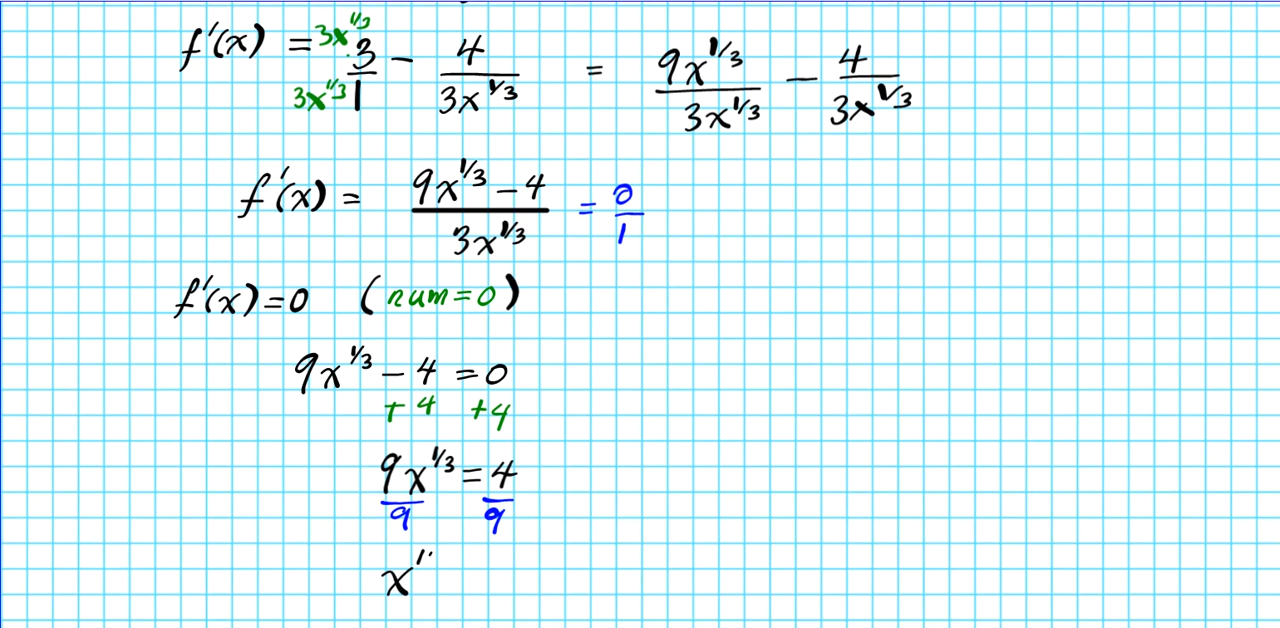 f'(x) = 3x^{1/3} · 3 / 3x^{1/3} 1 − 4 / 3x^{1/3} = 9x^{1/3} / 3x^{1/3} − 4 / 3x^{1/3}
f'(x) = 9x^{1/3} − 4 / 3x^{1/3} = 0 / 1
f'(x) = 0 (num = 0)
9x^{1/3} − 4 = 0
+ 4 + 4
9x^{1/3} = 4
9 9
x